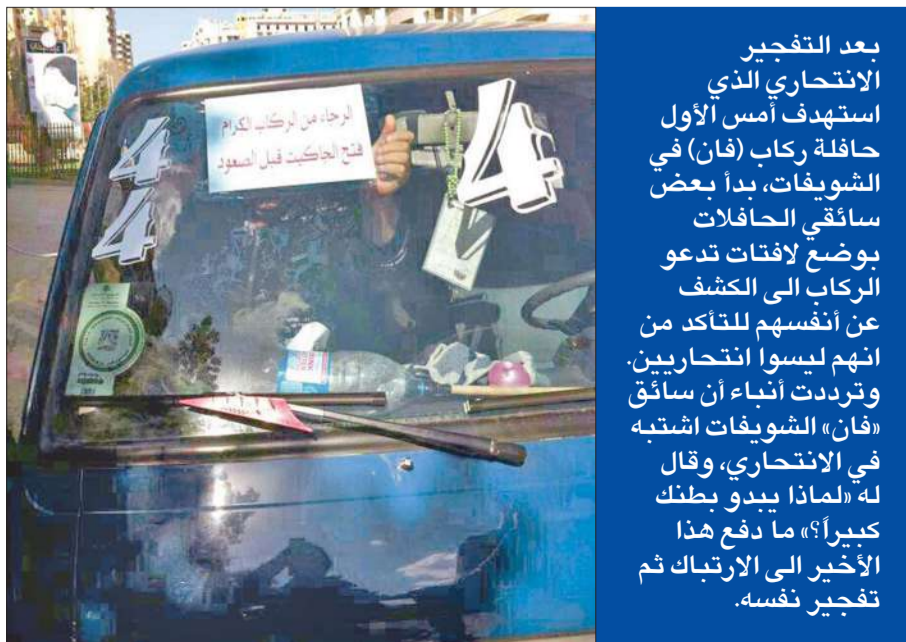 بعد التفجير
الانتحاري الذي
استهدف أمس الأول
حافلة ركاب (فان) في
الشويفات، بدأ بعض
سائقي الحافلات
بوضع لافتات تدعو
الركاب الى الكشف
عن أنفسهم للتأكد من
انهم ليسوا انتحاريين.
وترددت أنباء أن سائق
«فان» الشويفات اشتبه
في الانتحاري، وقال
له «لماذا يبدو بطنك
كبيراً؟» ما دفع هذا
الأخير الى الارتباك ثم
تفجير نفسه.
الرجاء من الركاب الكرام
فتح الجاكيت قبل الصعود
4
4
4